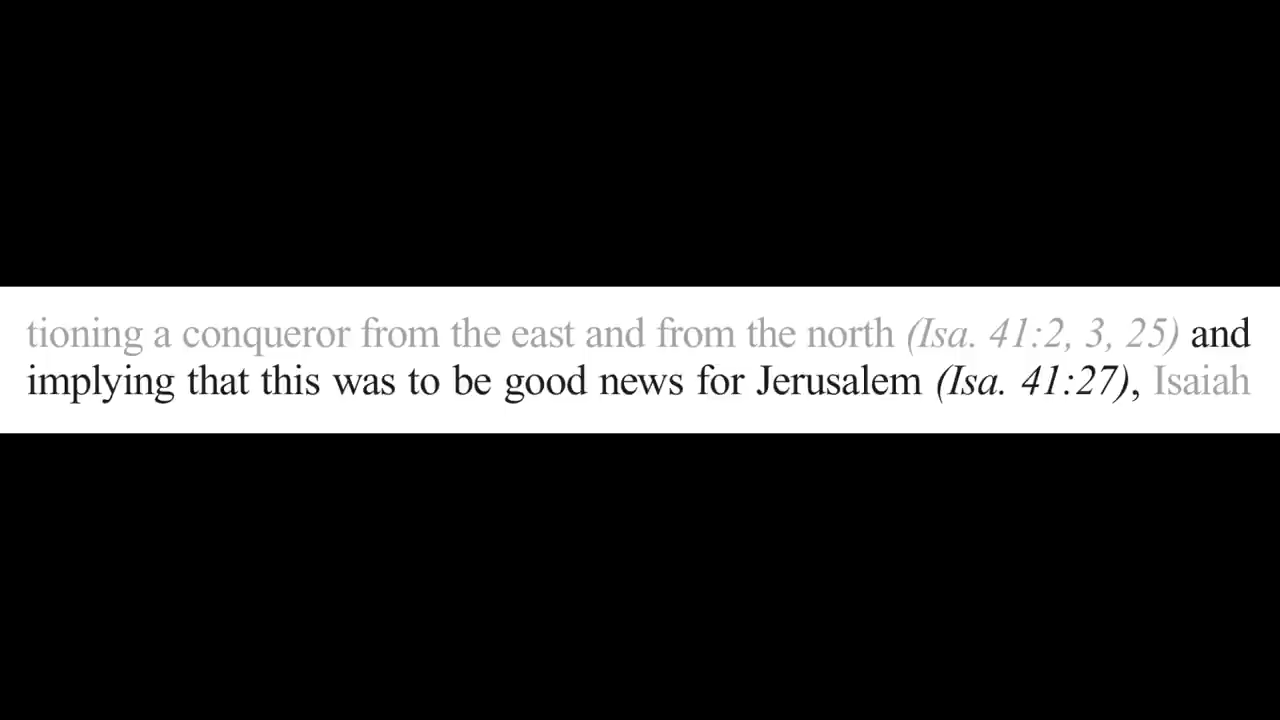 tioning a conqueror from the east and from the north (Isa. 41:2, 3, 25) and
implying that this was to be good news for Jerusalem (Isa. 41:27), Isaiah